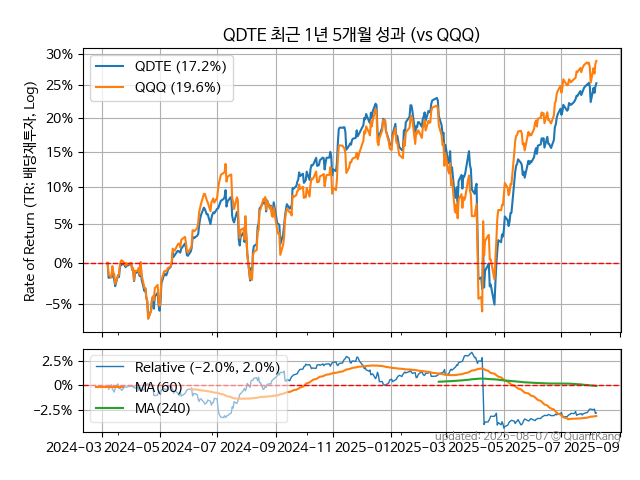 QDTE 최근 1년 5개월 성과 (vs QQQ)
Rate of Return (TR: 배당재투자, Log)
30%
25%
20%
15%
10%
5%
0%
−5%
QDTE (17.2%)
QQQ (19.6%)
2.5%
0%
−2.5%
Relative (−2.0%, 2.0%)
MA(60)
MA(240)
updated: 2025-08-07 © QuantKang
2024-03 2024-05 2024-07 2024-09 2024-11 2025-01 2025-03 2025-05 2025-07 2025-09